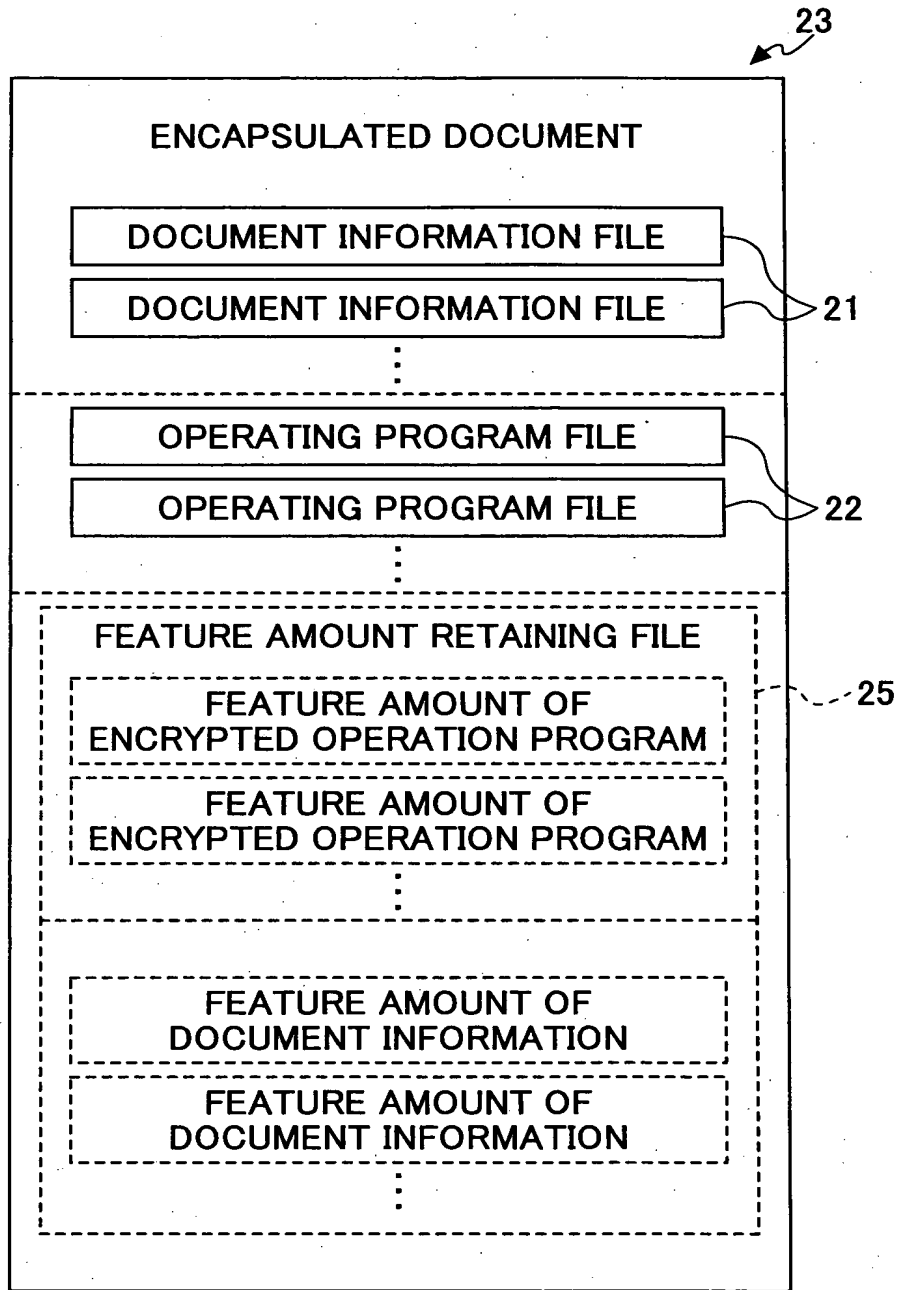 23
ENCAPSULATED DOCUMENT
DOCUMENT INFORMATION FILE
DOCUMENT INFORMATION FILE
21
OPERATING PROGRAM FILE
OPERATING PROGRAM FILE
22
FEATURE AMOUNT RETAINING FILE
FEATURE AMOUNT OF
ENCRYPTED OPERATION PROGRAM
25
FEATURE AMOUNT OF
ENCRYPTED OPERATION PROGRAM
FEATURE AMOUNT OF
DOCUMENT INFORMATION
FEATURE AMOUNT OF
DOCUMENT INFORMATION